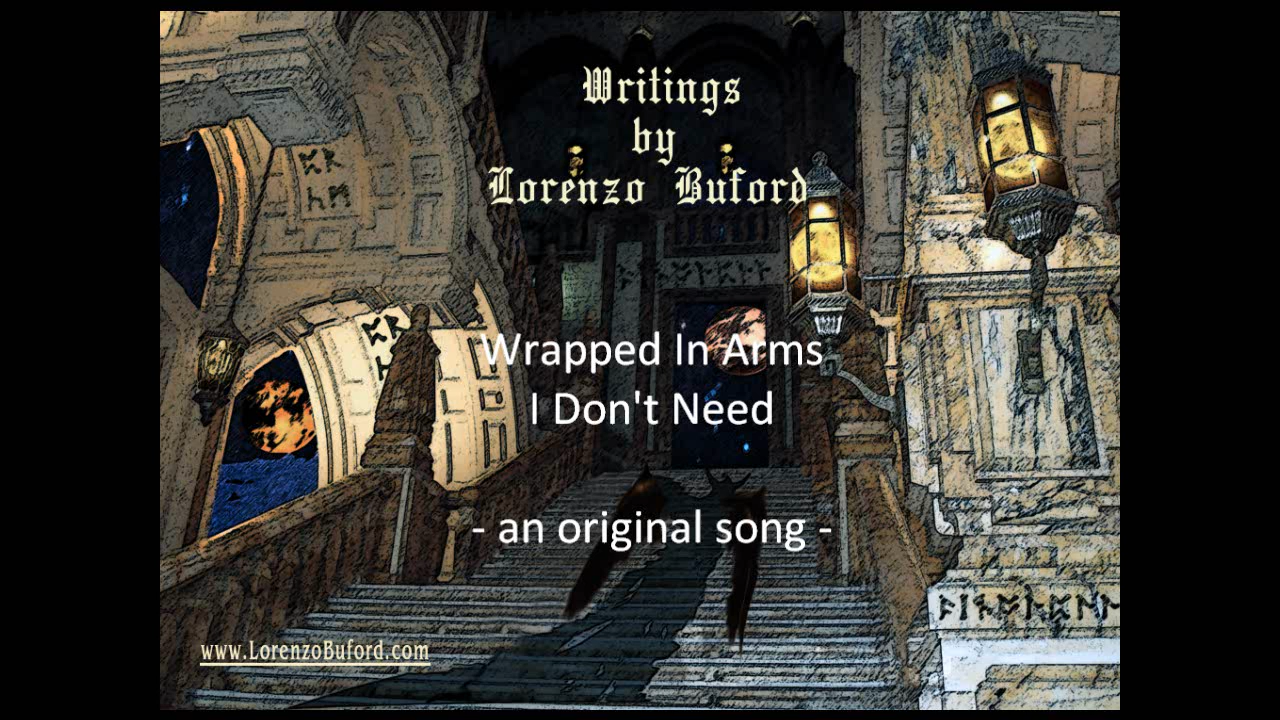 Writings
by
Lorenzo Buford
Wrapped In Arms
I Don't Need
- an original song -
www.LorenzoBuford.com